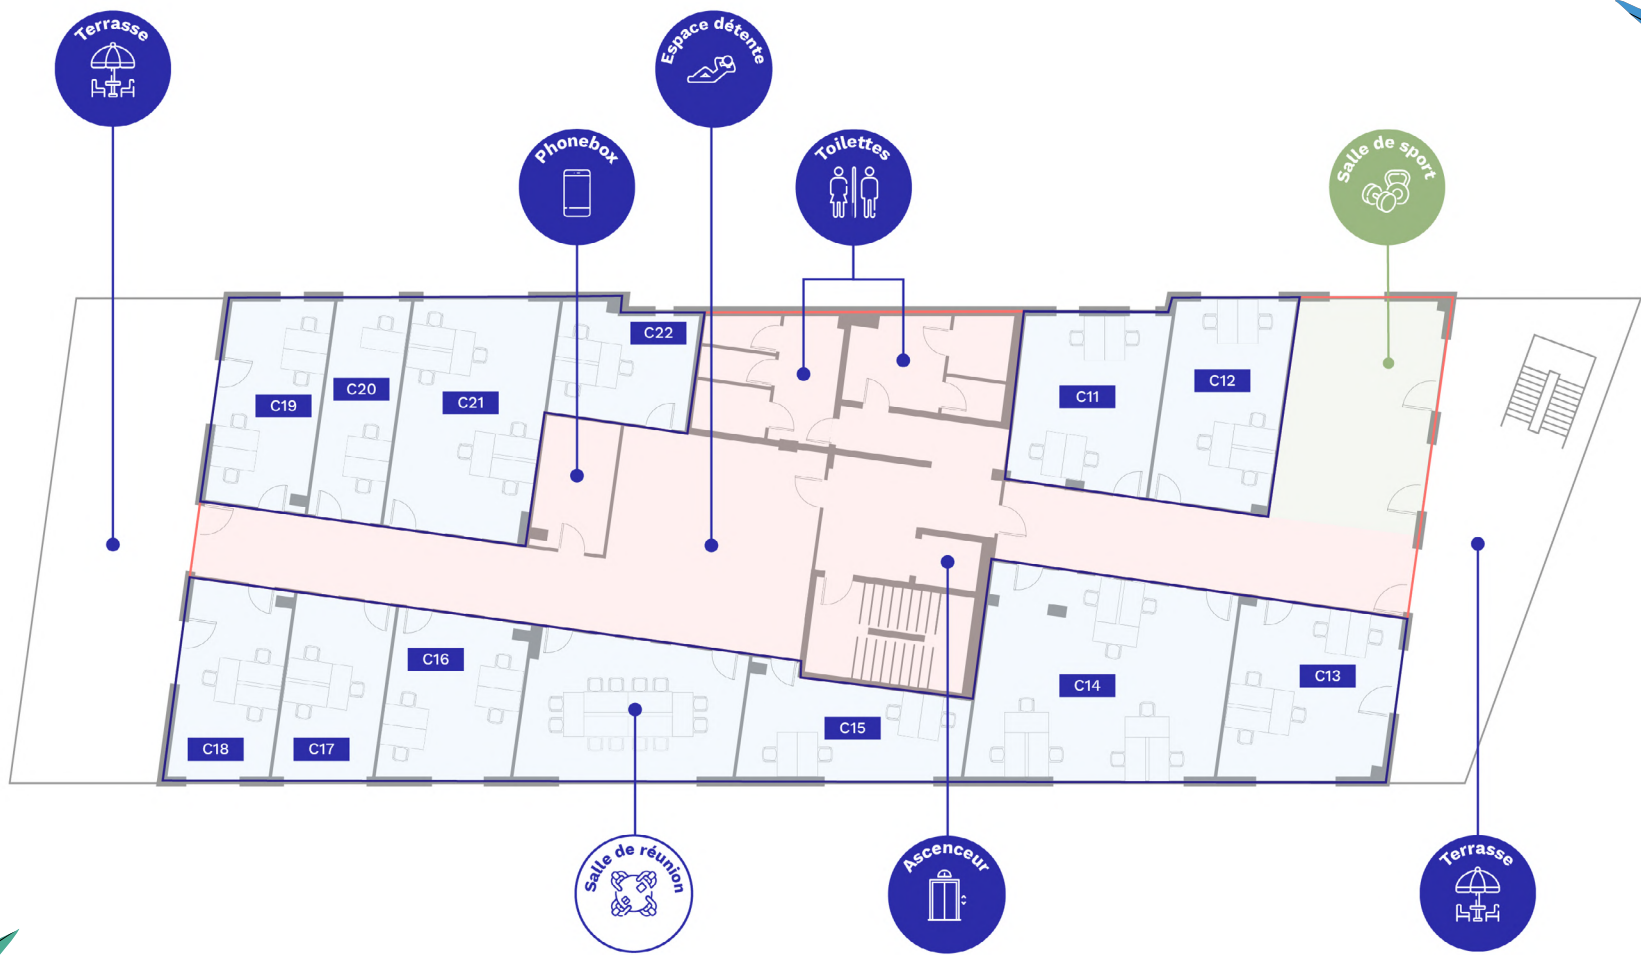 Terrasse
Espace détente
Phonebox
Toilettes
Salle de sport
C22
C19
C20
C21
C11
C12
C18
C17
C16
C15
C14
C13
Salle de réunion
Ascenceur
Terrasse